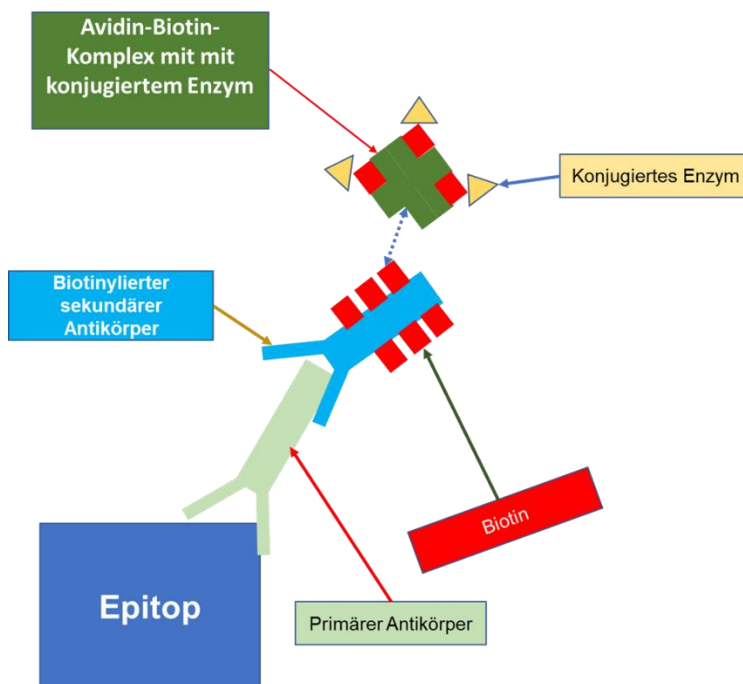 Avidin-Biotin-
Komplex mit mit
konjugiertem Enzym
Konjugiertes Enzym
Biotinylierter
sekundärer
Antikörper
Biotin
Epitop
Primärer Antikörper